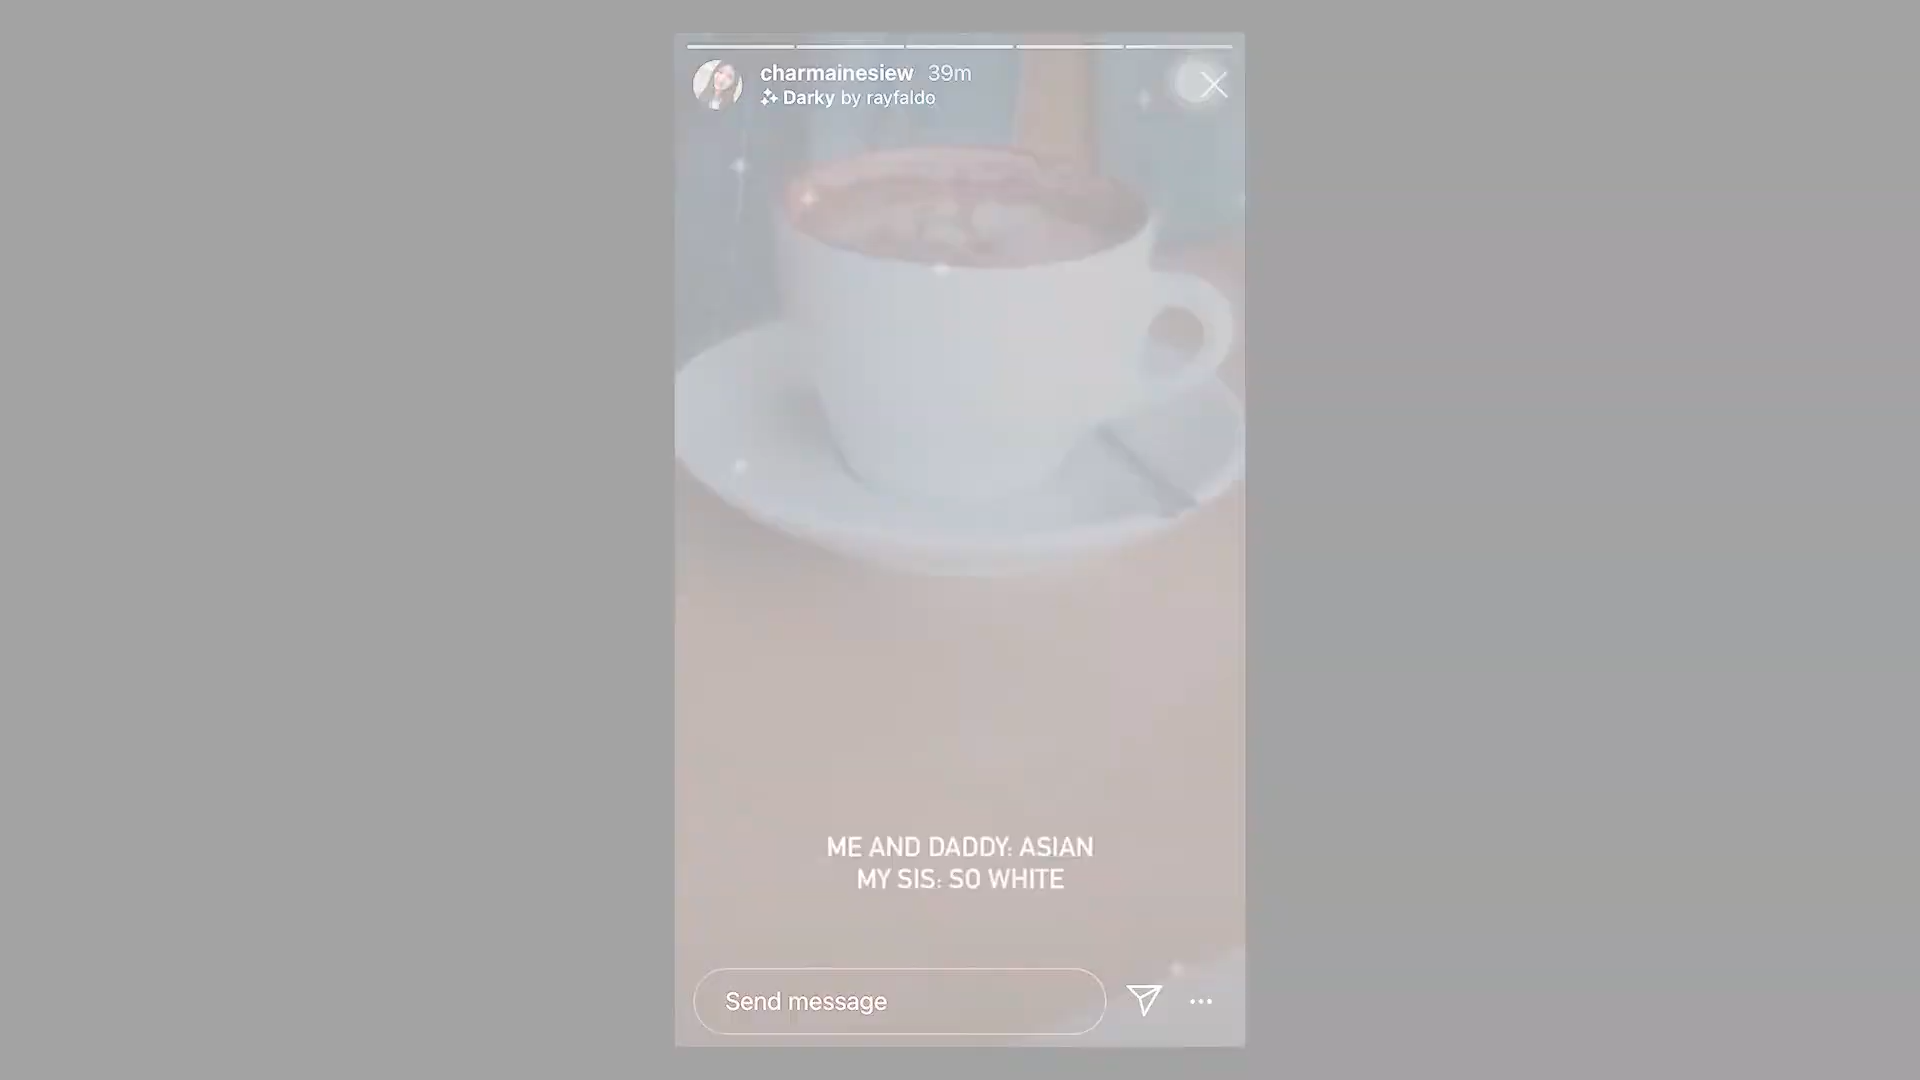 charmainesiew 39m
Darky by rayfaldo
ME AND DADDY: ASIAN
MY SIS: SO WHITE
Send message